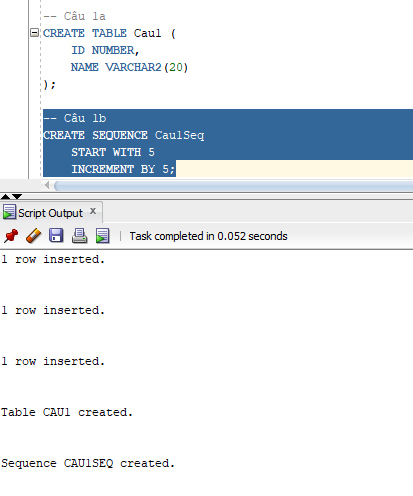 -- Câu 1a
CREATE TABLE Cau1 (
ID NUMBER,
NAME VARCHAR2(20)
);
-- Câu 1b
CREATE SEQUENCE Cau1Seq
START WITH 5
INCREMENT BY 5;
Script Output x
Task completed in 0.052 seconds
1 row inserted.
1 row inserted.
1 row inserted.
Table CAU1 created.
Sequence CAU1SEQ created.